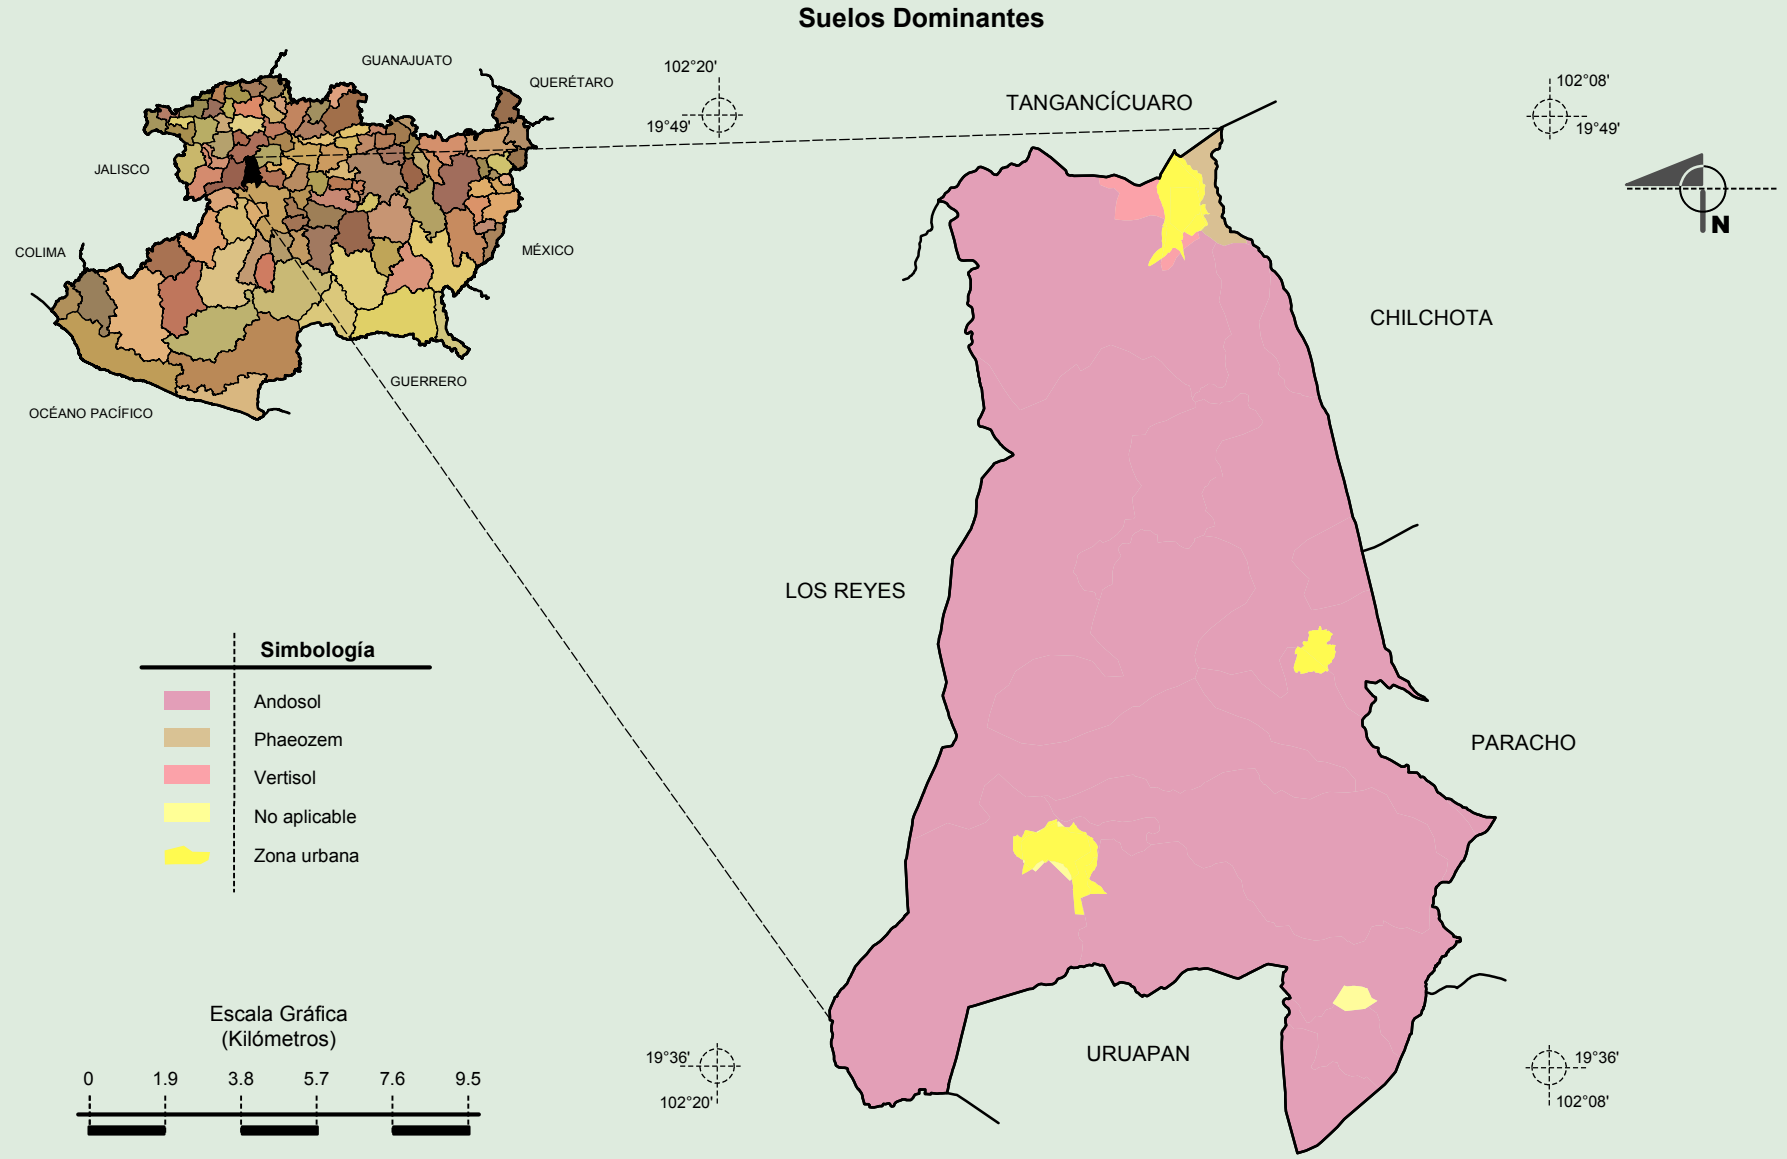 Suelos Dominantes
GUANAJUATO
QUERÉTARO
JALISCO
COLIMA
MÉXICO
GUERRERO
OCÉANO PACÍFICO
102°20'
19°49'
TANGANCÍCUARO
102°08'
19°49'
N
CHILCHOTA
LOS REYES
PARACHO
URUAPAN
Simbología
Andosol
Phaeozem
Vertisol
No aplicable
Zona urbana
Escala Gráfica
(Kilómetros)
0 1.9 3.8 5.7 7.6 9.5
19°36'
102°20'
19°36'
102°08'